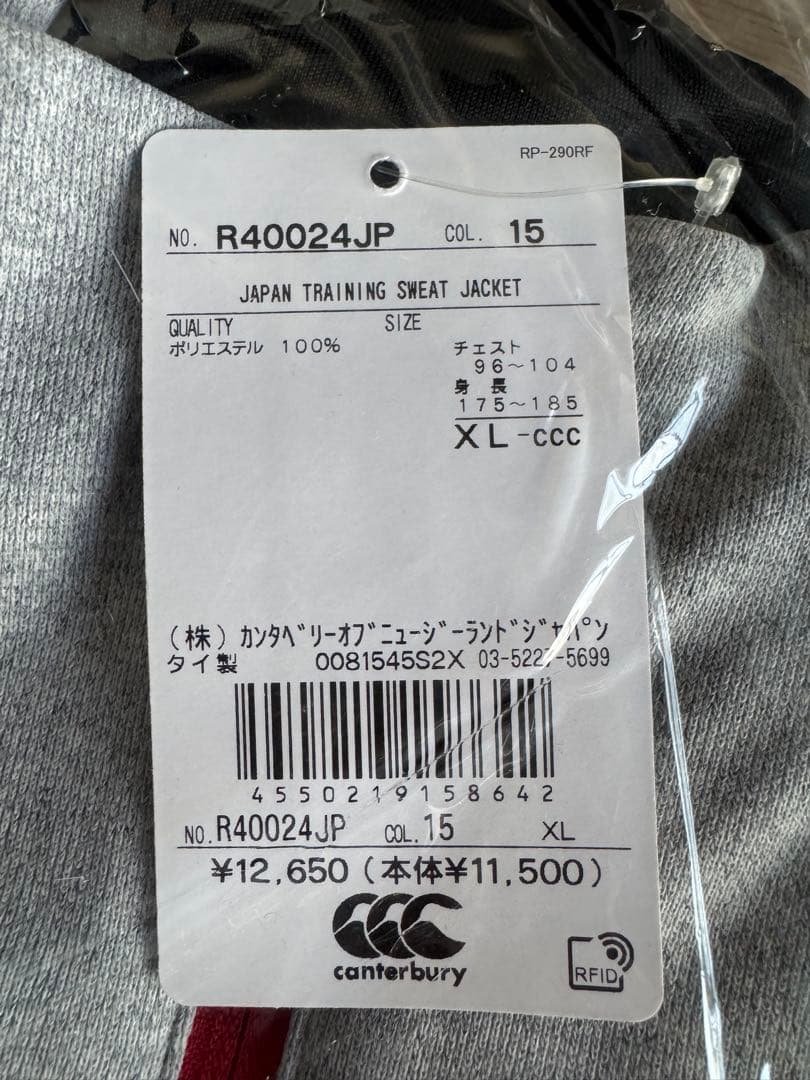 RP-290RF
NO. R40024JP COL. 15
JAPAN TRAINING SWEAT JACKET
QUALITY SIZE
ポリエステル 100% チェスト
96～104
身長
175～185
XL-ccc
(株)ｶﾝﾀﾍﾞﾘｰｵﾌﾞﾆｭｰｼﾞｰﾗﾝﾄﾞｼﾞｬﾊﾟﾝ
タイ製 0081545S2X
4550219158642
NO. R40024JP COL. 15 XL
¥12,650(本体¥11,500)
canterbury
RFID